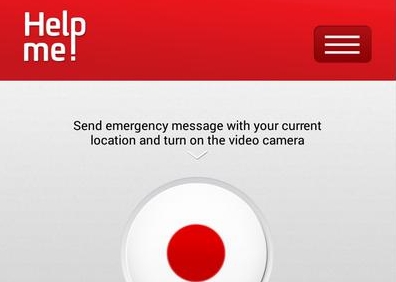 Help
me!
Send emergency message with your current
location and turn on the video camera